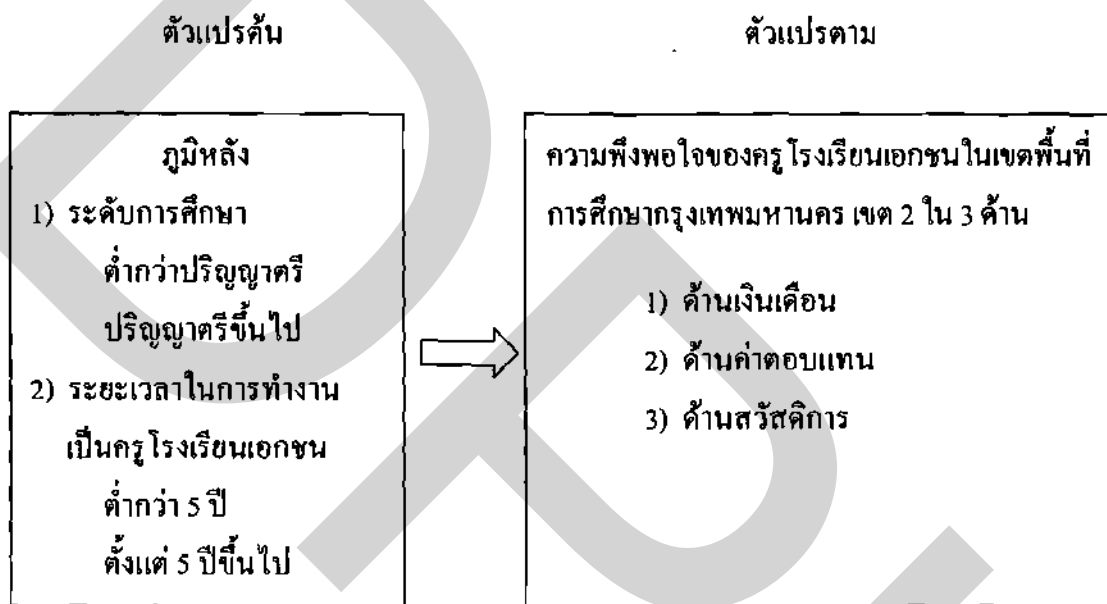 ตัวแปรต้น
ตัวแปรตาม
ภูมิหลัง
1) ระดับการศึกษา
ต่ำกว่าปริญญาตรี
ปริญญาตรีขึ้นไป
2) ระยะเวลาในการทำงาน
เป็นครูโรงเรียนเอกชน
ต่ำกว่า 5 ปี
ตั้งแต่ 5 ปีขึ้นไป
ความพึงพอใจของครูโรงเรียนเอกชนในเขตพื้นที่
การศึกษากรุงเทพมหานคร เขต 2 ใน 3 ด้าน
1) ด้านเงินเดือน
2) ด้านค่าตอบแทน
3) ด้านสวัสดิการ